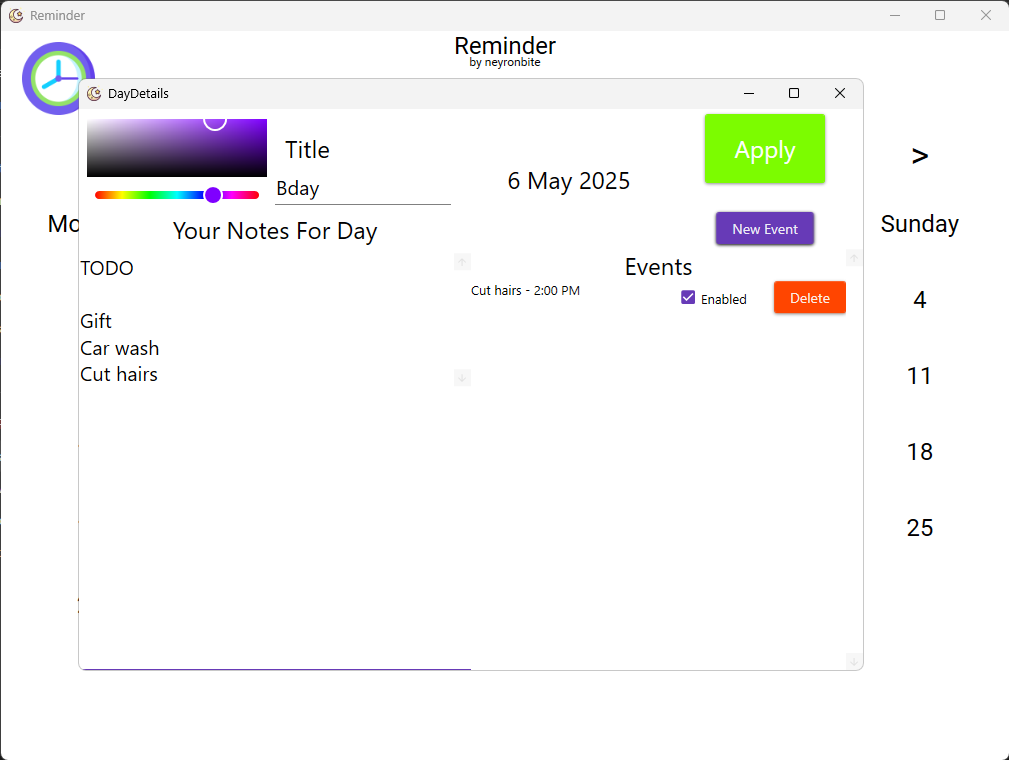 Reminder
Reminder
by neyronbite
DayDetails
Title
Apply
>
6 May 2025
Bday
Mo
Your Notes For Day
New Event
Sunday
TODO
Events
Cut hairs - 2:00 PM
Enabled
Delete
4
Gift
Car wash
Cut hairs
11
18
25